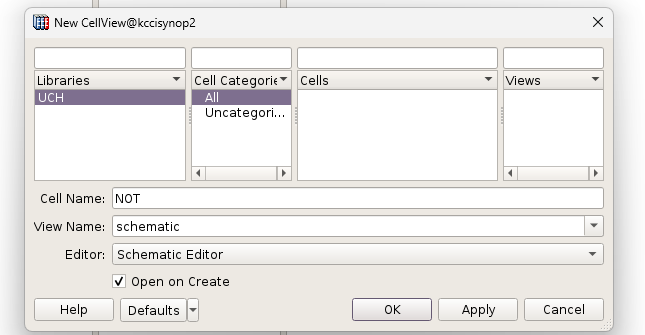 New CellView@kccisynop2
Libraries Cell Categorie Cells Views
UCH All
Uncategori...
Cell Name: NOT
View Name: schematic
Editor: Schematic Editor
Open on Create
Help Defaults OK Apply Cancel